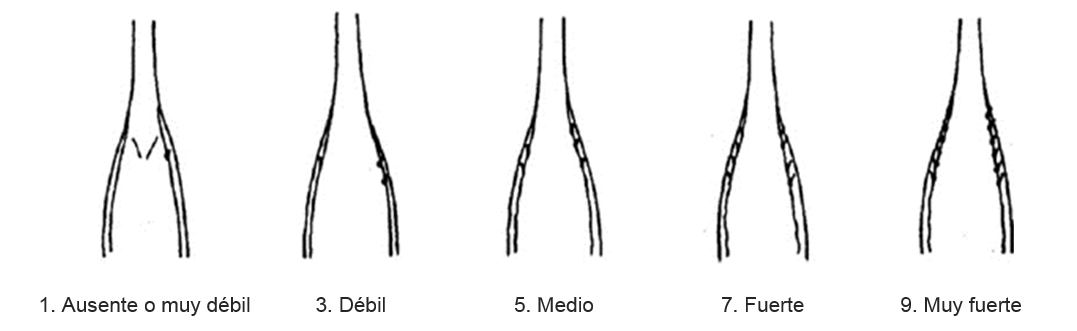 1. Ausente o muy débil 3. Débil 5. Medio 7. Fuerte 9. Muy fuerte